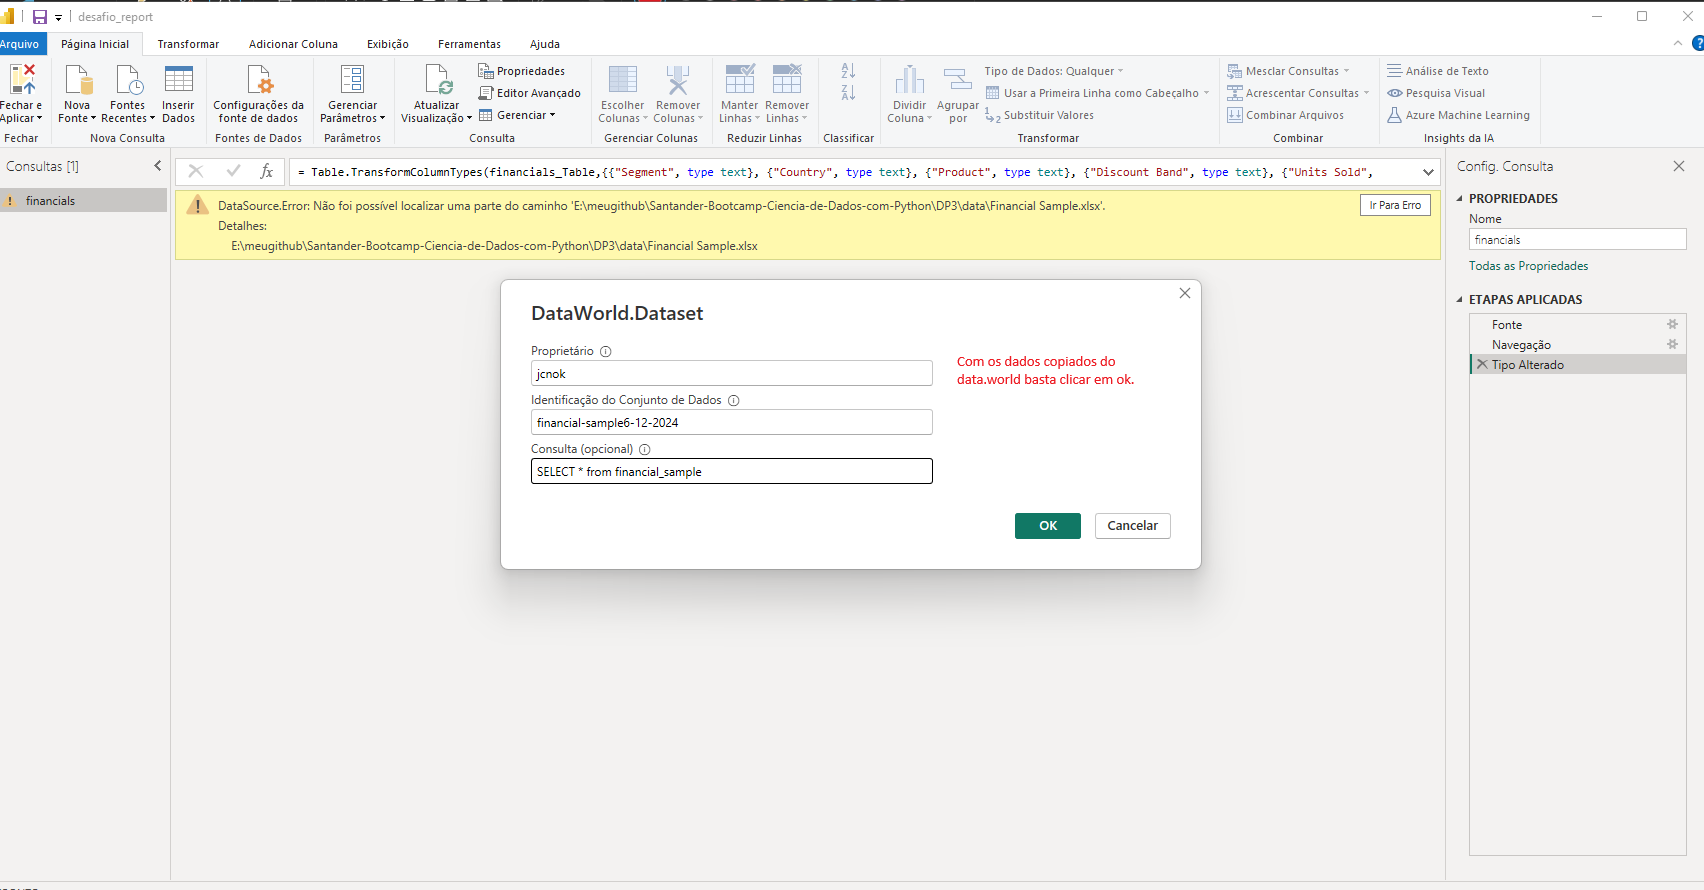 desafio_report
Arquivo
Página Inicial
Transformar
Adicionar Coluna
Exibição
Ferramentas
Ajuda
Fechar e
Aplicar
Nova
Fonte
Fontes
Recentes
Inserir
Dados
Configurações da
fonte de dados
Gerenciar
Parâmetros
Atualizar
Visualização
Propriedades
Editor Avançado
Gerenciar
Escolher
Colunas
Remover
Colunas
Manter
Linhas
Remover
Linhas
Dividir
Coluna
Agrupar
por
Tipo de Dados: Qualquer
Usar a Primeira Linha como Cabeçalho
Substituir Valores
Mesclar Consultas
Acrescentar Consultas
Combinar Arquivos
Análise de Texto
Pesquisa Visual
Azure Machine Learning
Fechar
Nova Consulta
Fontes de Dados
Parâmetros
Consulta
Gerenciar Colunas
Reduzir Linhas
Classificar
Transformar
Combinar
Insights da IA
Consultas [1]
financials
= Table.TransformColumnTypes(financials_Table,{{"Segment", type text}, {"Country", type text}, {"Product", type text}, {"Discount Band", type text}, {"Units Sold",
DataSource.Error: Não foi possível localizar uma parte do caminho 'E:\meugithub\Santander-Bootcamp-Ciencia-de-Dados-com-Python\DP3\data\Financial Sample.xlsx'.
Detalhes:
E:\meugithub\Santander-Bootcamp-Ciencia-de-Dados-com-Python\DP3\data\Financial Sample.xlsx
Ir Para Erro
DataWorld.Dataset
Proprietário
jcnok
Identificação do Conjunto de Dados
financial-sample6-12-2024
Consulta (opcional)
SELECT * from financial_sample
Com os dados copiados do
data.world basta clicar em ok.
OK
Cancelar
Config. Consulta
PROPRIEDADES
Nome
financials
Todas as Propriedades
ETAPAS APLICADAS
Fonte
Navegação
Tipo Alterado